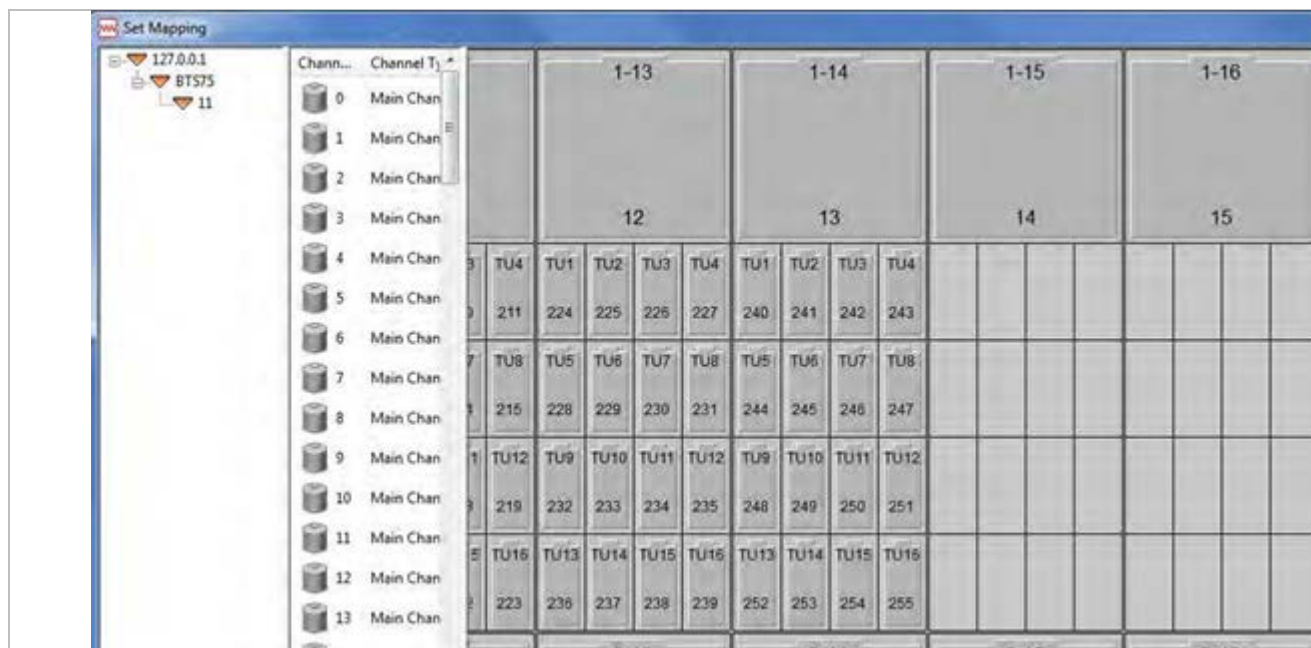 Set Mapping
127.0.0.1
BTS75
11
Chann... Channel Ty
0 Main Chan
1 Main Chan
2 Main Chan
3 Main Chan
4 Main Chan
5 Main Chan
6 Main Chan
7 Main Chan
8 Main Chan
9 Main Chan
10 Main Chan
11 Main Chan
12 Main Chan
13 Main Chan
1-13 1-14 1-15 1-16
12 13 14 15
3 TU4 TU1 TU2 TU3 TU4 TU1 TU2 TU3 TU4
211 224 225 226 227 240 241 242 243
7 TU8 TU5 TU6 TU7 TU8 TU5 TU6 TU7 TU8
215 228 229 230 231 244 245 246 247
1 TU12 TU9 TU10 TU11 TU12 TU9 TU10 TU11 TU12
219 232 233 234 235 248 249 250 251
5 TU16 TU13 TU14 TU15 TU16 TU13 TU14 TU15 TU16
223 236 237 238 239 252 253 254 255